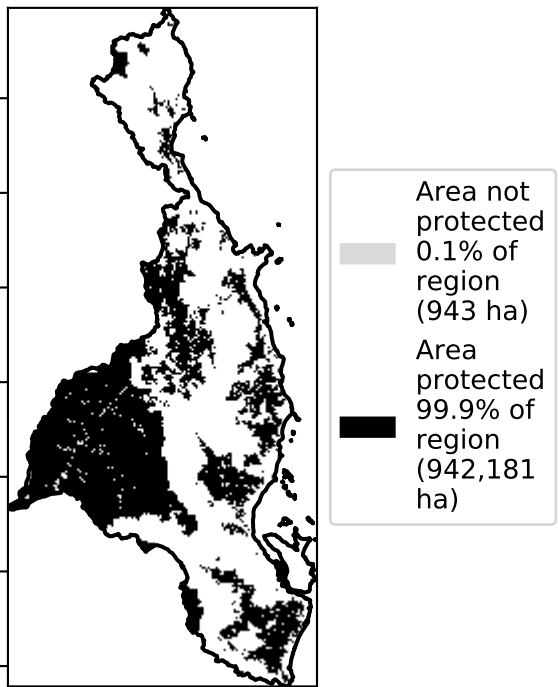 Area not
protected
0.1% of
region
(943 ha)
Area
protected
99.9% of
region
(942,181
ha)